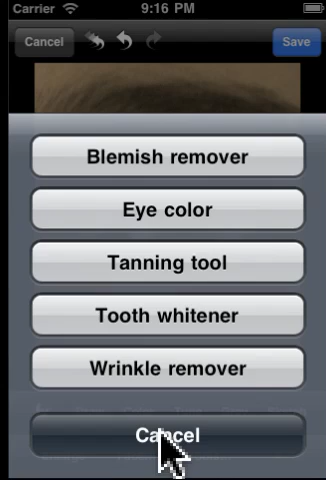 Carrier 9:16 PM
Cancel Save
Blemish remover
Eye color
Tanning tool
Tooth whitener
Wrinkle remover
Cancel